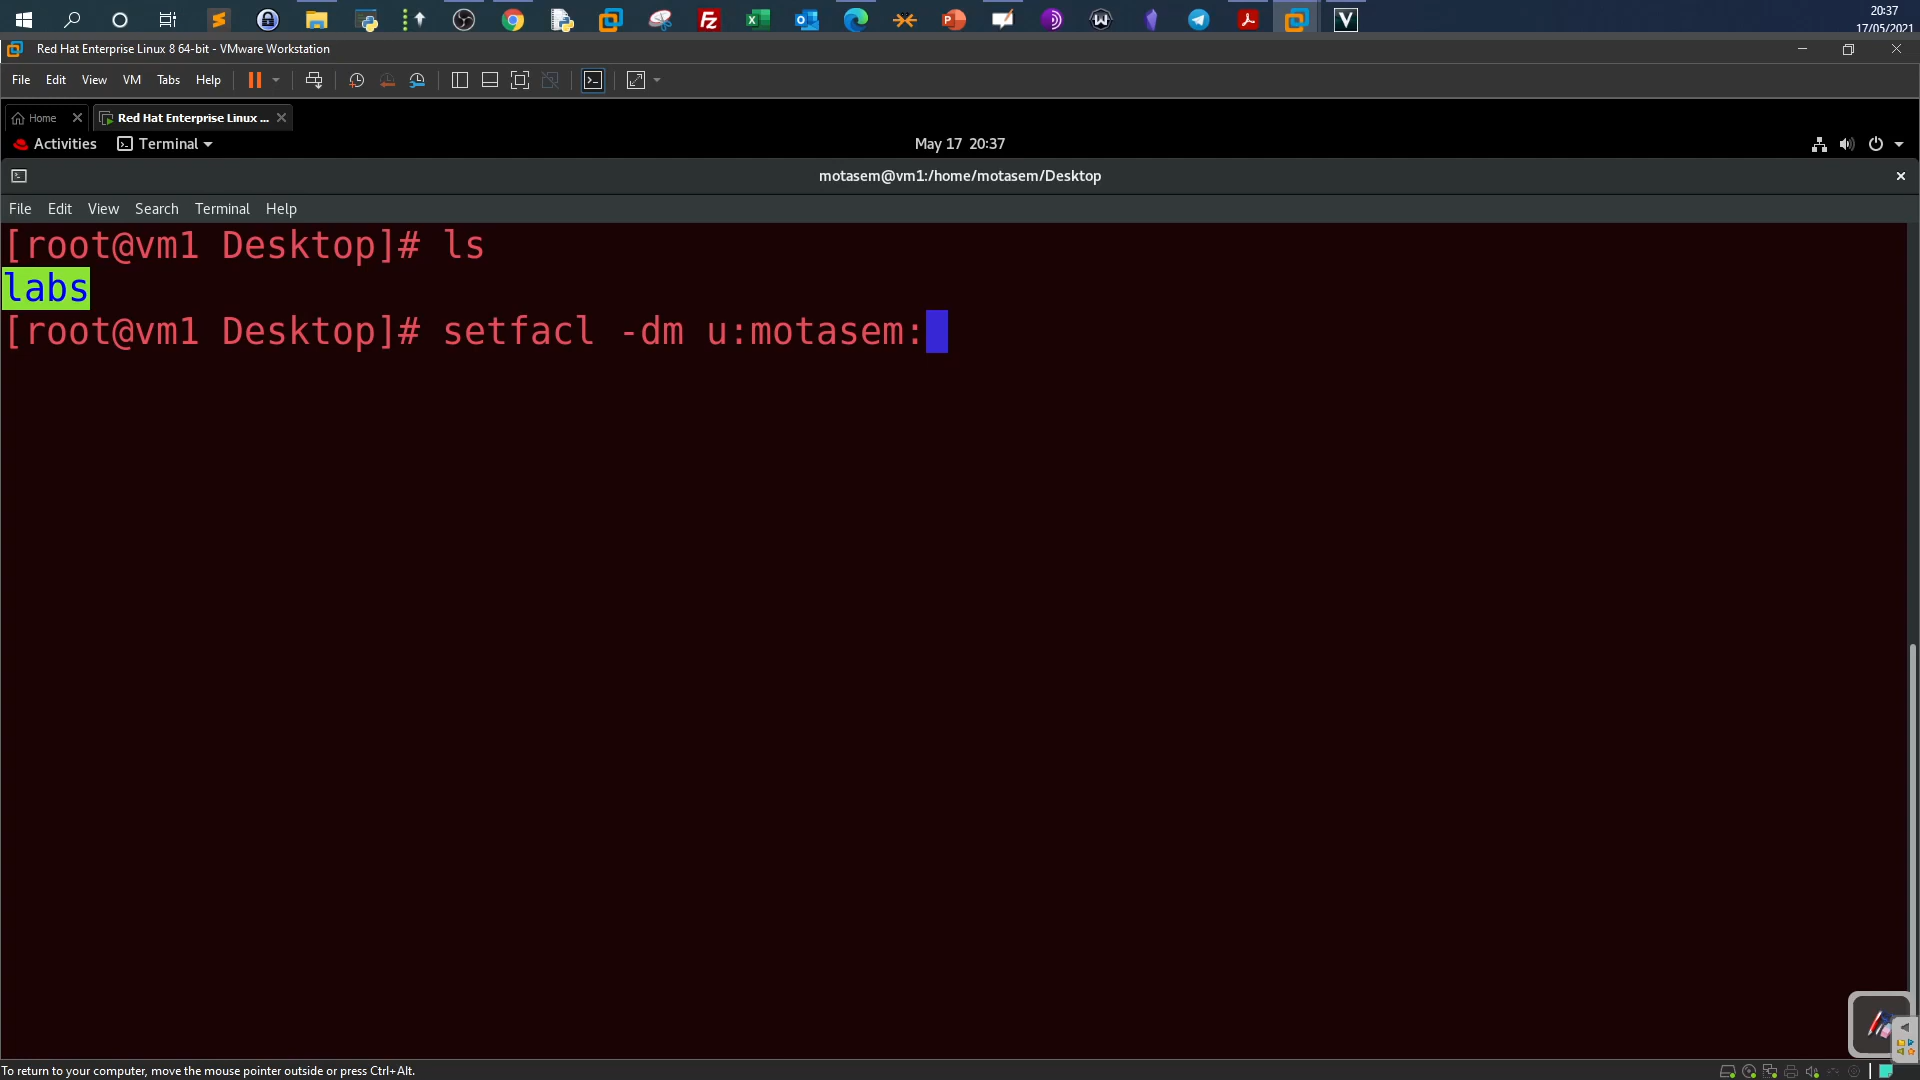 20:37
17/05/2021
Red Hat Enterprise Linux 8 64-bit - VMware Workstation
File Edit View VM Tabs Help
Home
Red Hat Enterprise Linux ...
Activities Terminal May 17 20:37
motasem@vm1:/home/motasem/Desktop
File Edit View Search Terminal Help
[root@vm1 Desktop]# ls
labs
[root@vm1 Desktop]# setfacl -dm u:motasem:
To return to your computer, move the mouse pointer outside or press Ctrl+Alt.